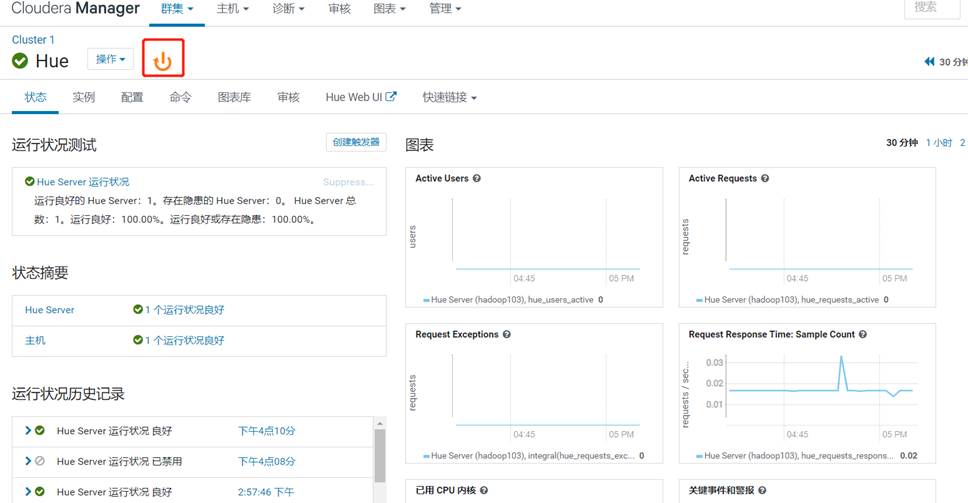 Cloudera Manager 群集 主机 诊断 审核 图表 管理 搜索
Cluster 1
Hue 操作 30 分钟
状态 实例 配置 命令 图表库 审核 Hue Web UI 快速链接
运行状况测试 创建触发器
Hue Server 运行状况 Suppress...
运行良好的 Hue Server：1。存在隐患的 Hue Server：0。 Hue Server 总
数：1。运行良好：100.00%。运行良好或存在隐患：100.00%。
状态摘要
Hue Server 1 个运行状况良好
主机 1 个运行状况良好
运行状况历史记录
Hue Server 运行状况 良好 下午4点10分
Hue Server 运行状况 已禁用 下午4点08分
Hue Server 运行状况 良好 2:57:46 下午
图表 30 分钟 1 小时 2
Active Users
users
04:45 05 PM
Hue Server (hadoop103), hue_users_active 0
Active Requests
requests
04:45 05 PM
Hue Server (hadoop103), hue_requests_active 0
Request Exceptions
requests
04:45 05 PM
Hue Server (hadoop103), integral(hue_requests_exc... 0
Request Response Time: Sample Count
requests / sec...
0.03
0.02
0.01
04:45 05 PM
Hue Server (hadoop103), hue_requests_respons... 0.02
已用 CPU 内核
关键事件和警报